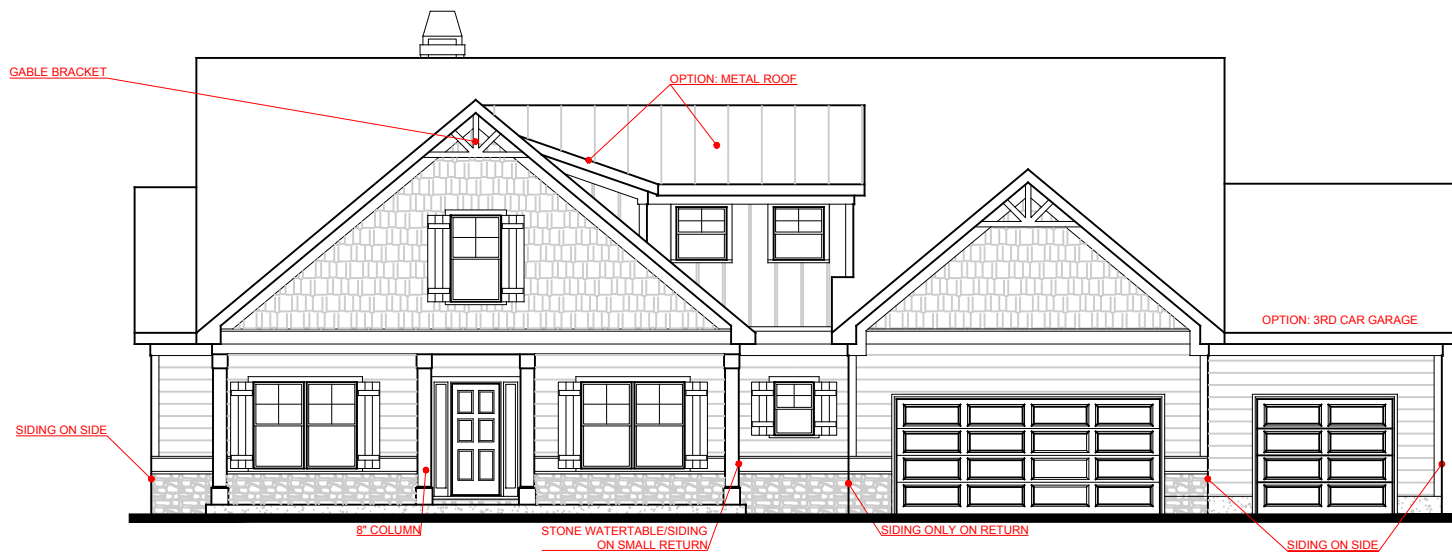 GABLE BRACKET
OPTION: METAL ROOF
OPTION: 3RD CAR GARAGE
SIDING ON SIDE
8" COLUMN
STONE WATERTABLE/SIDING
ON SMALL RETURN
SIDING ONLY ON RETURN
SIDING ON SIDE